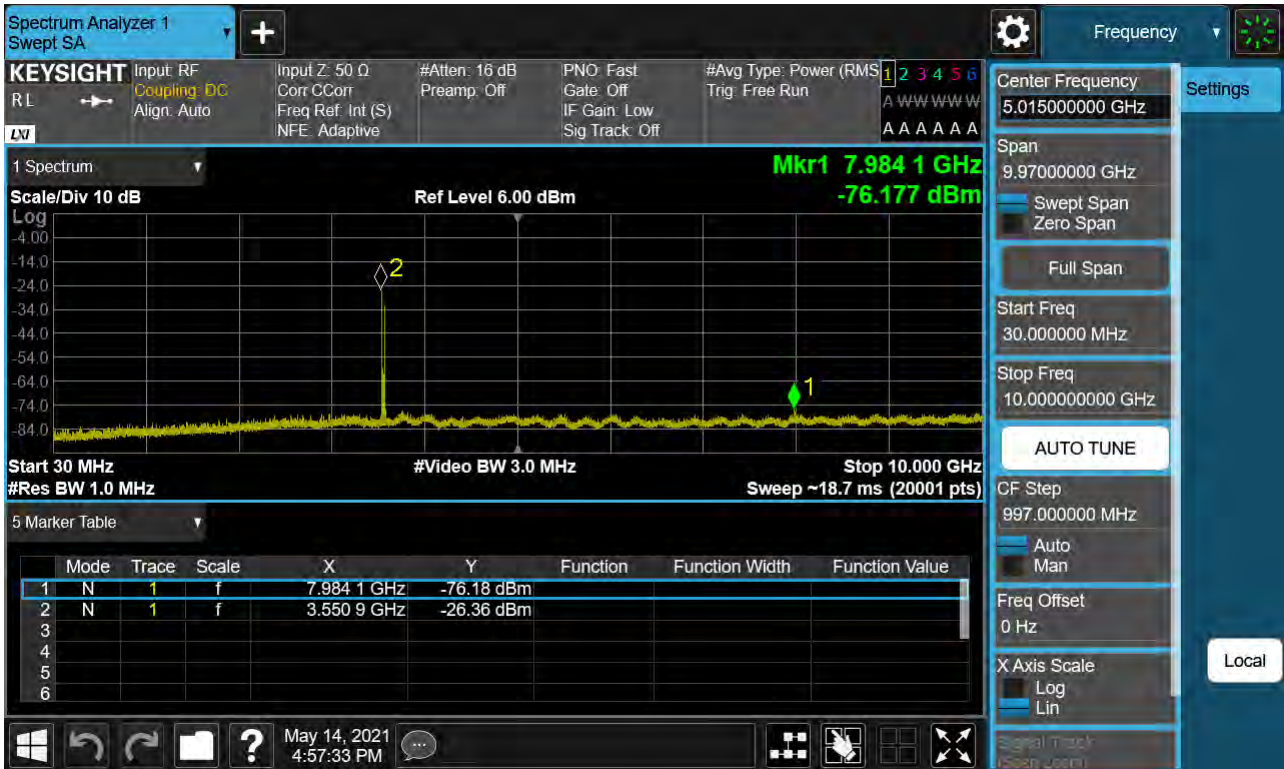 Spectrum Analyzer 1
Swept SA
+
Frequency
KEYSIGHT
RL
LXI
Input: RF
Coupling: DC
Align: Auto
Input Z: 50 Ω
Corr CCorr
Freq Ref: Int (S)
NFE: Adaptive
#Atten: 16 dB
Preamp: Off
PNO: Fast
Gate: Off
IF Gain: Low
Sig Track: Off
#Avg Type: Power (RMS
Trig: Free Run
1 2 3 4 5 6
A W W W W W
A A A A A A
1 Spectrum
Mkr1 7.984 1 GHz
Scale/Div 10 dB
Ref Level 6.00 dBm
-76.177 dBm
Log
-4.00
-14.0
-24.0
-34.0
-44.0
-54.0
-64.0
-74.0
-84.0
2
1
Start 30 MHz
#Video BW 3.0 MHz
Stop 10.000 GHz
#Res BW 1.0 MHz
Sweep ~18.7 ms (20001 pts)
5 Marker Table
Mode Trace Scale X Y Function Function Width Function Value
1 N 1 f 7.984 1 GHz -76.18 dBm
2 N 1 f 3.550 9 GHz -26.36 dBm
3
4
5
6
Center Frequency
5.015000000 GHz
Span
9.97000000 GHz
Swept Span
Zero Span
Full Span
Start Freq
30.000000 MHz
Stop Freq
10.000000000 GHz
AUTO TUNE
CF Step
997.000000 MHz
Auto
Man
Freq Offset
0 Hz
X Axis Scale
Log
Lin
Signal Track
(Span Zoom)
Settings
Local
?
May 14, 2021
4:57:33 PM